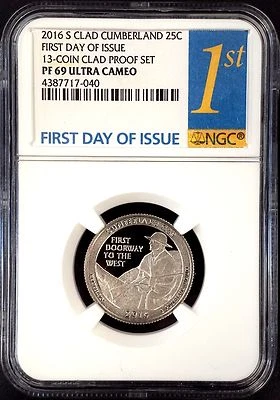 2016 S CLAD CUMBERLAND 25C
FIRST DAY OF ISSUE
13-COIN CLAD PROOF SET
PF 69 ULTRA CAMEO
4387717-040
1st
FIRST DAY OF ISSUE
NGC®
FIRST
DOORWAY
TO THE
WEST
2016